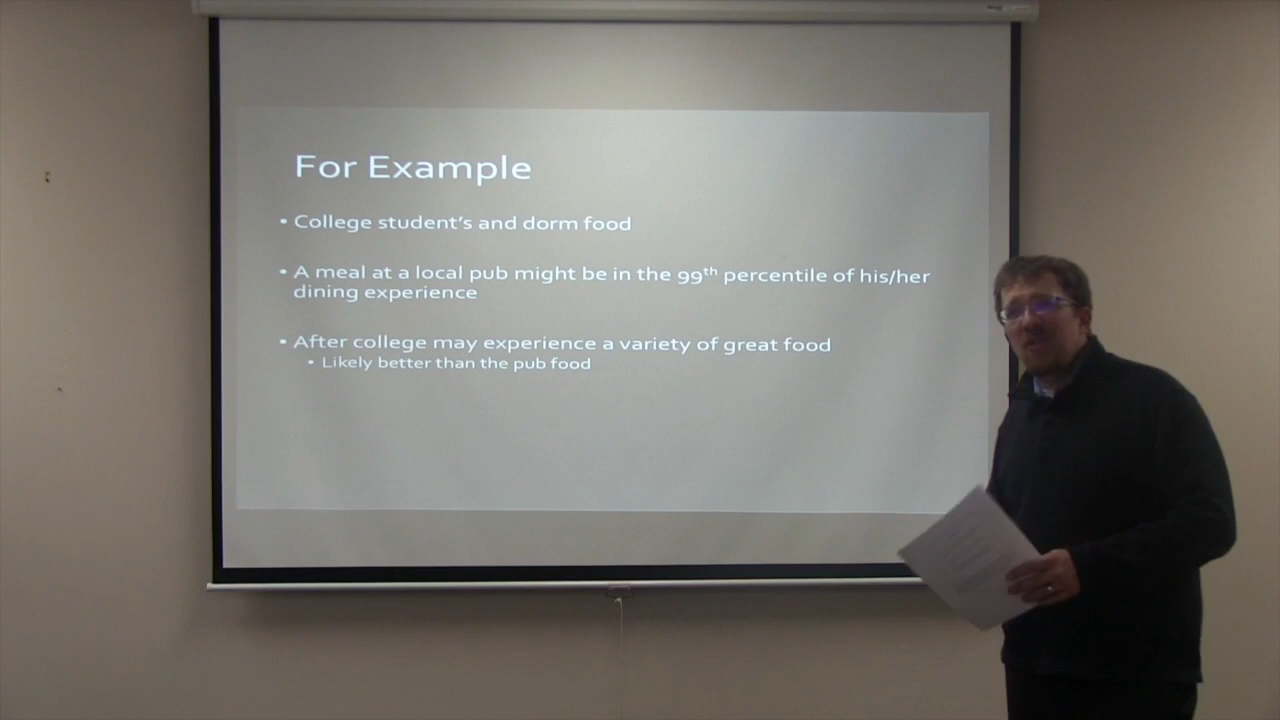 For Example
• College student's and dorm food
• A meal at a local pub might be in the 99th percentile of his/her
dining experience
• After college may experience a variety of great food
• Likely better than the pub food